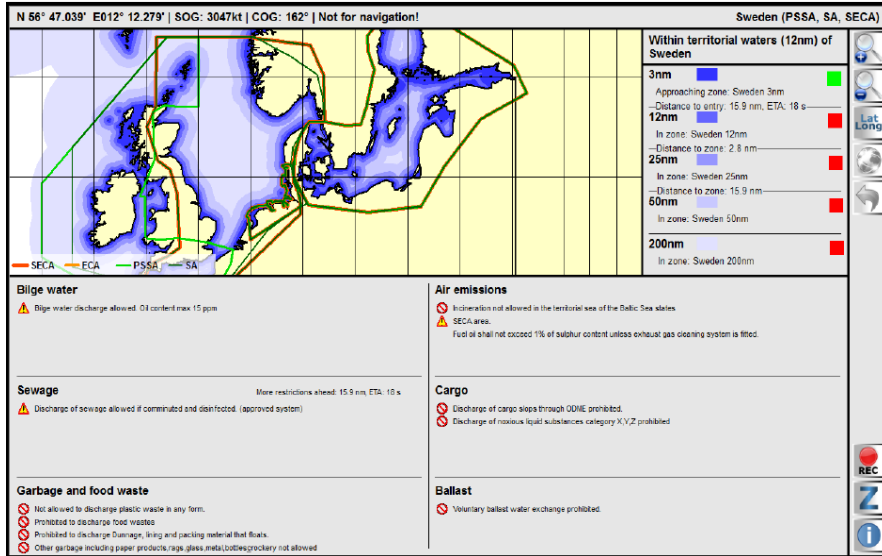 N 56° 47.039' E012° 12.279' | SOG: 3047kt | COG: 162° | Not for navigation!
Sweden (PSSA, SA, SECA)
Within territorial waters (12nm) of
Sweden
3nm
Approaching zone: Sweden 3nm
Distance to entry: 15.9 nm, ETA: 18 s
12nm
In zone: Sweden 12nm
Distance to zone: 2.8 nm
25nm
In zone: Sweden 25nm
Distance to zone: 15.9 nm
50nm
In zone: Sweden 50nm
200nm
In zone: Sweden 200nm
Lat
Long
SECA ECA PSSA SA
Bilge water
Bilge water discharge allowed. Oil content max 15 ppm
Air emissions
Incineration not allowed in the territorial sea of the Baltic Sea states
SECA area.
Fuel oil shall not exceed 1% of sulphur content unless exhaust gas cleaning system is fitted.
Sewage
More restrictions ahead: 15.9 nm, ETA: 18 s
Discharge of sewage allowed if comminuted and disinfected. (approved system)
Cargo
Discharge of cargo slops through ODME prohibited.
Discharge of noxious liquid substances category X,Y,Z prohibited
Garbage and food waste
Not allowed to discharge plastic waste in any form.
Prohibited to discharge food wastes
Prohibited to discharge Dunnage, lining and packing material that floats.
Other garbage including paper products,rags,glass,metal,bottles,crockery not allowed
Ballast
Voluntary ballast water exchange prohibited.
REC
Z
i